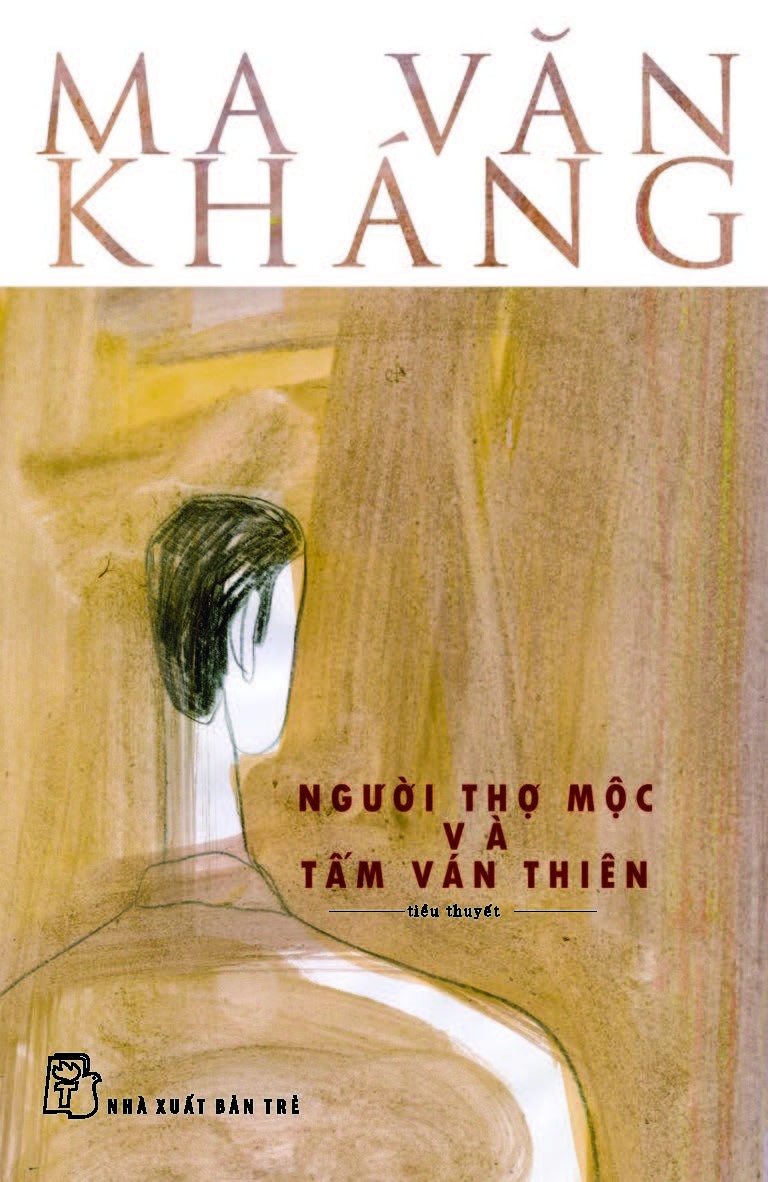 MA VĂN
KHÁNG
NGƯỜI THỢ MỘC
VÀ
TẤM VÁN THIÊN
tiểu thuyết
T
NHÀ XUẤT BẢN TRẺ